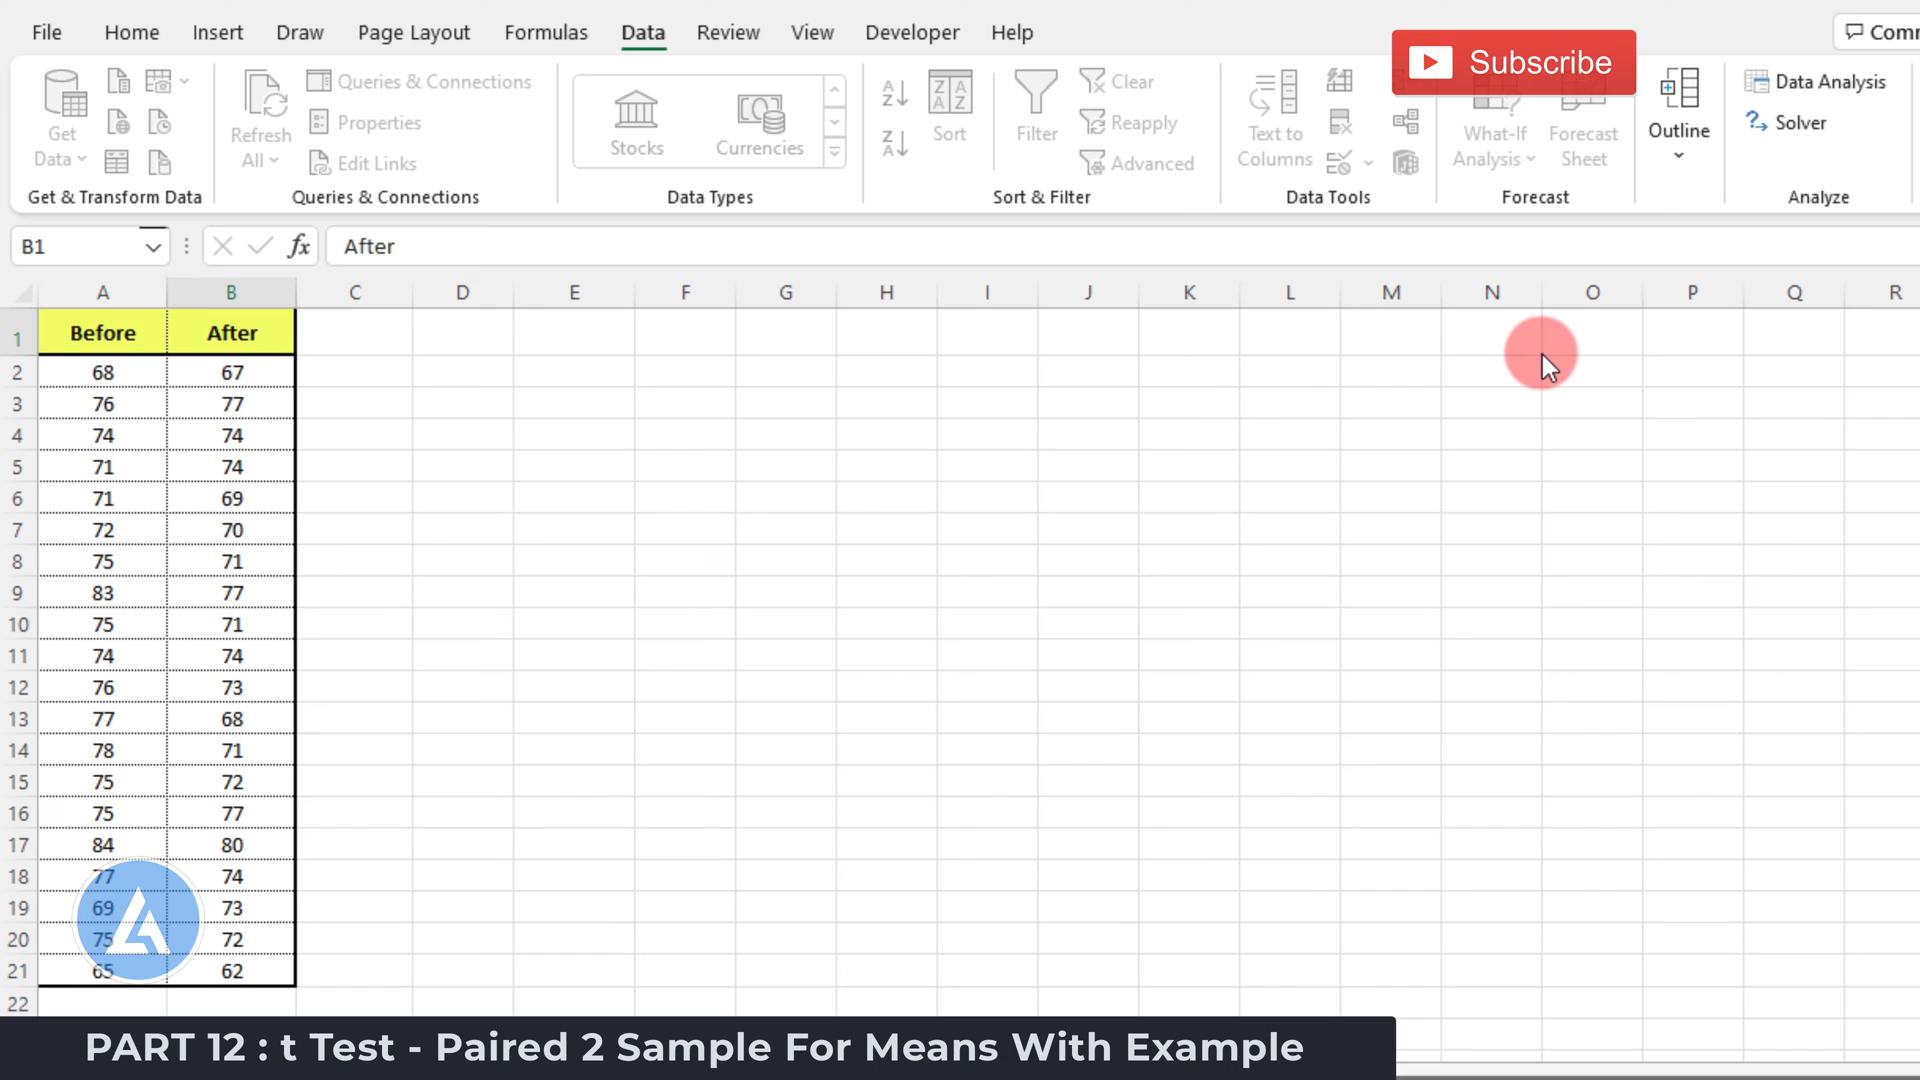 File Home Insert Draw Page Layout Formulas Data Review View Developer Help
Subscribe
Get Data
Refresh All
Queries & Connections
Properties
Edit Links
Stocks
Currencies
Sort
Filter
Clear
Reapply
Advanced
Text to Columns
What-If Analysis
Forecast Sheet
Outline
Data Analysis
Solver
Get & Transform Data Queries & Connections Data Types Sort & Filter Data Tools Forecast Analyze
B1 fx After
A B C D E F G H I J K L M N O P Q R
1 Before After
2 68 67
3 76 77
4 74 74
5 71 74
6 71 69
7 72 70
8 75 71
9 83 77
10 75 71
11 74 74
12 76 73
13 77 68
14 78 71
15 75 72
16 75 77
17 84 80
18 77 74
19 69 73
20 75 72
21 65 62
22
PART 12 : t Test - Paired 2 Sample For Means With Example